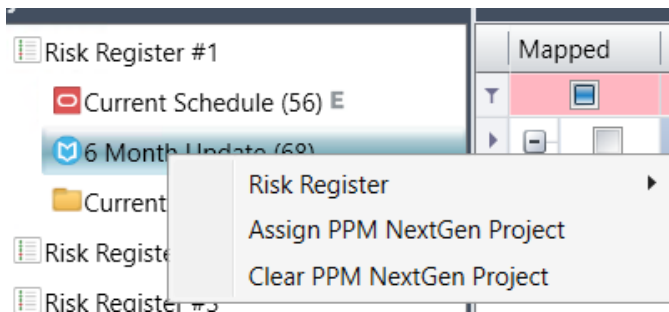 Risk Register #1
Mapped
Current Schedule (56) E
6 Month Update (68)
Current
Risk Register
Assign PPM NextGen Project
Clear PPM NextGen Project
Risk Registe
Risk Register #3